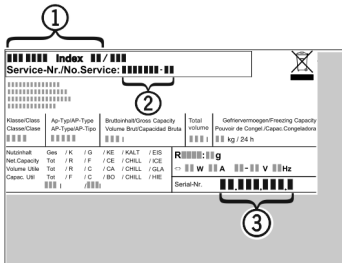 1
Index /
Service-Nr./No.Service: -
2
Klasse/Class
Classe/Clase
Ap-Typ/AP-Type
AP-Type/AP-Tipo
Bruttoinhalt/Gross Capacity
Volume Brut/Capacidad Bruta
l
Total
volume
l
Gefriervermoegen/Freezing Capacity
Pouvoir de Congel./Capac.Congeladora
kg / 24 h
Nutzinhalt Ges / K / G / KE / KALT / EIS
Net.Capacity Tot / R / F / CE / CHILL / ICE
Volume Utile Tot / R / C / CA / CHILL / GLA
Capac. Util Tot / F / C / BO / CHILL / HIE
l / l
R : g
W A - V Hz
Serial-Nr. . . .
3